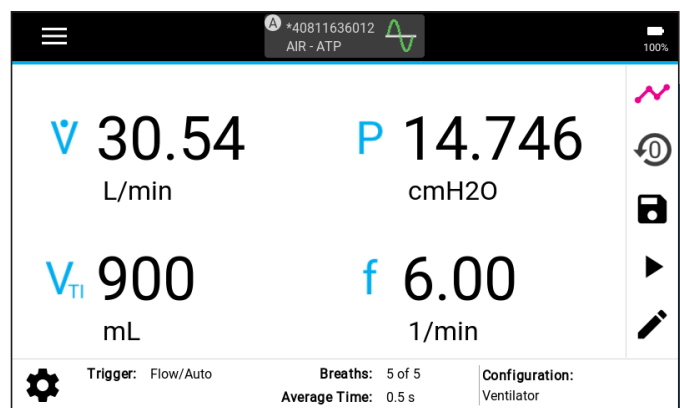 A *40811636012
AIR - ATP
100%
V̇ 30.54 P 14.746
L/min cmH2O
0
VTI 900 f 6.00
mL 1/min
Trigger: Flow/Auto Breaths: 5 of 5 Configuration:
Average Time: 0.5 s Ventilator